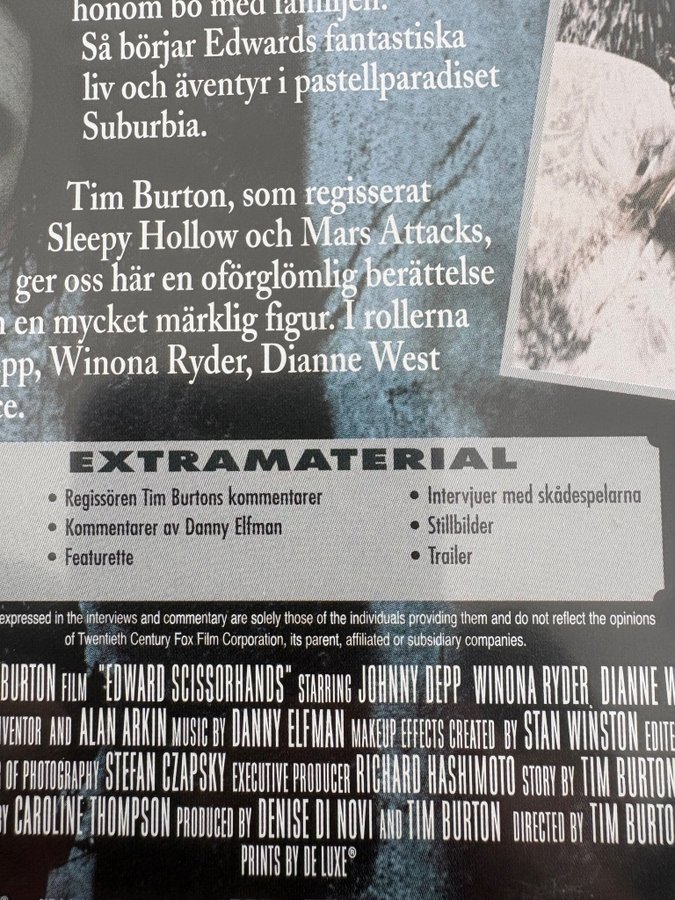 honom bo med familjen.
Så börjar Edwards fantastiska
liv och äventyr i pastellparadiset
Suburbia.
Tim Burton, som regisserat
Sleepy Hollow och Mars Attacks,
ger oss här en oförglömlig berättelse
en mycket märklig figur. I rollerna
pp, Winona Ryder, Dianne West
ce.
EXTRAMATERIAL
• Regissören Tim Burtons kommentarer
• Kommentarer av Danny Elfman
• Featurette
• Intervjuer med skådespelarna
• Stillbilder
• Trailer
expressed in the interviews and commentary are solely those of the individuals providing them and do not reflect the opinions
of Twentieth Century Fox Film Corporation, its parent, affiliated or subsidiary companies.
BURTON FILM "EDWARD SCISSORHANDS" STARRING JOHNNY DEPP WINONA RYDER DIANNE W
VENTOR AND ALAN ARKIN MUSIC BY DANNY ELFMAN MAKEUP EFFECTS CREATED BY STAN WINSTON EDITE
OF PHOTOGRAPHY STEFAN CZAPSKY EXECUTIVE PRODUCER RICHARD HASHIMOTO STORY BY TIM BURTON
BY CAROLINE THOMPSON PRODUCED BY DENISE DI NOVI AND TIM BURTON DIRECTED BY TIM BURTO
PRINTS BY DE LUXE®